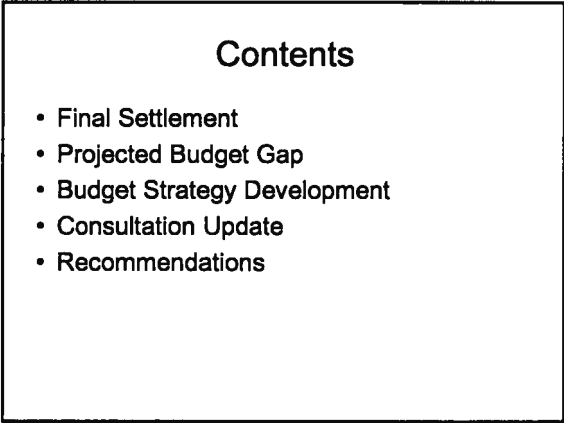 Contents
• Final Settlement
• Projected Budget Gap
• Budget Strategy Development
• Consultation Update
• Recommendations